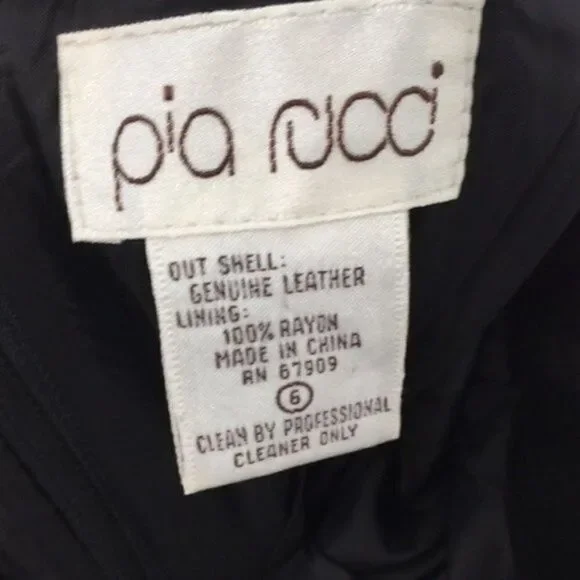 pia rucci
OUT SHELL:
GENUINE LEATHER
LINING:
100% RAYON
MADE IN CHINA
RN 67909
6
CLEAN BY PROFESSIONAL
CLEANER ONLY